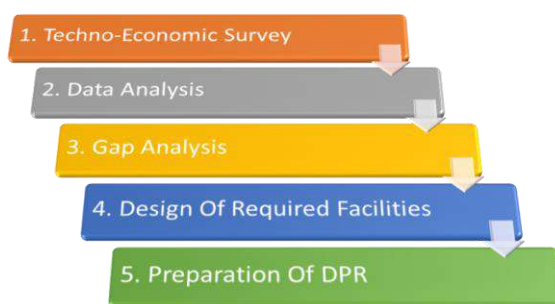 1. Techno-Economic Survey
2. Data Analysis
3. Gap Analysis
4. Design Of Required Facilities
5. Preparation Of DPR